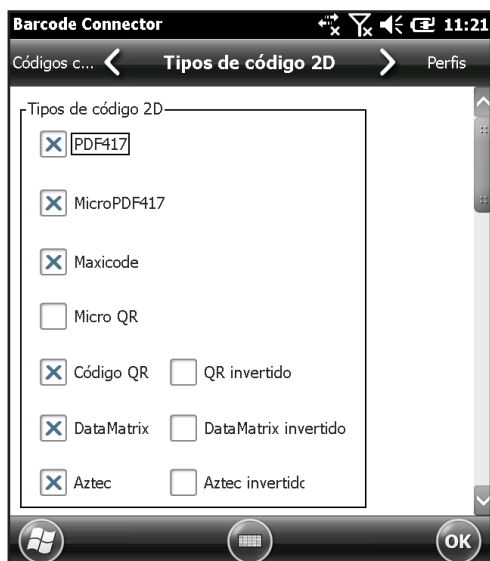 Barcode Connector 11:21
Códigos c... Tipos de código 2D Perfis
Tipos de código 2D
PDF417
MicroPDF417
Maxicode
Micro QR
Código QR QR invertido
DataMatrix DataMatrix invertido
Aztec Aztec invertido
OK